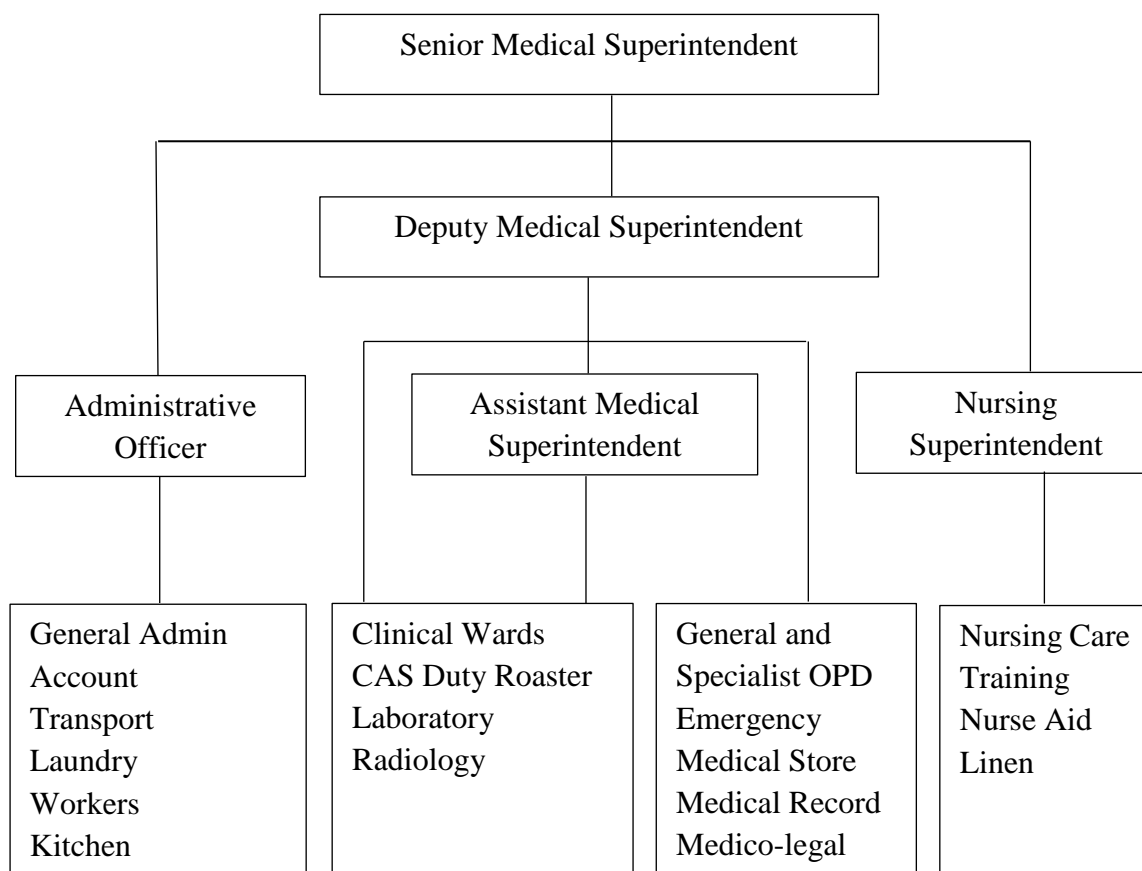 Senior Medical Superintendent
Deputy Medical Superintendent
Administrative
Officer
Assistant Medical
Superintendent
Nursing
Superintendent
General Admin
Account
Transport
Laundry
Workers
Kitchen
Clinical Wards
CAS Duty Roaster
Laboratory
Radiology
General and
Specialist OPD
Emergency
Medical Store
Medical Record
Medico-legal
Nursing Care
Training
Nurse Aid
Linen